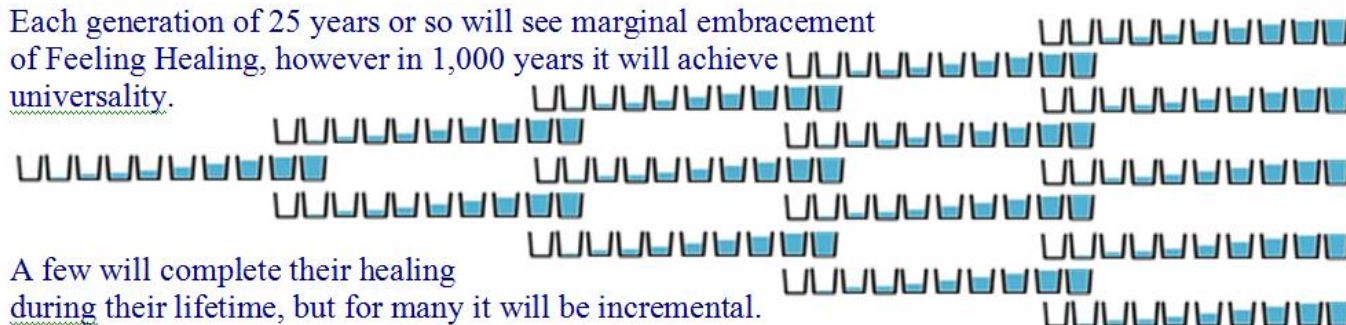 Each generation of 25 years or so will see marginal embracement
of Feeling Healing, however in 1,000 years it will achieve
universality.
A few will complete their healing
during their lifetime, but for many it will be incremental.